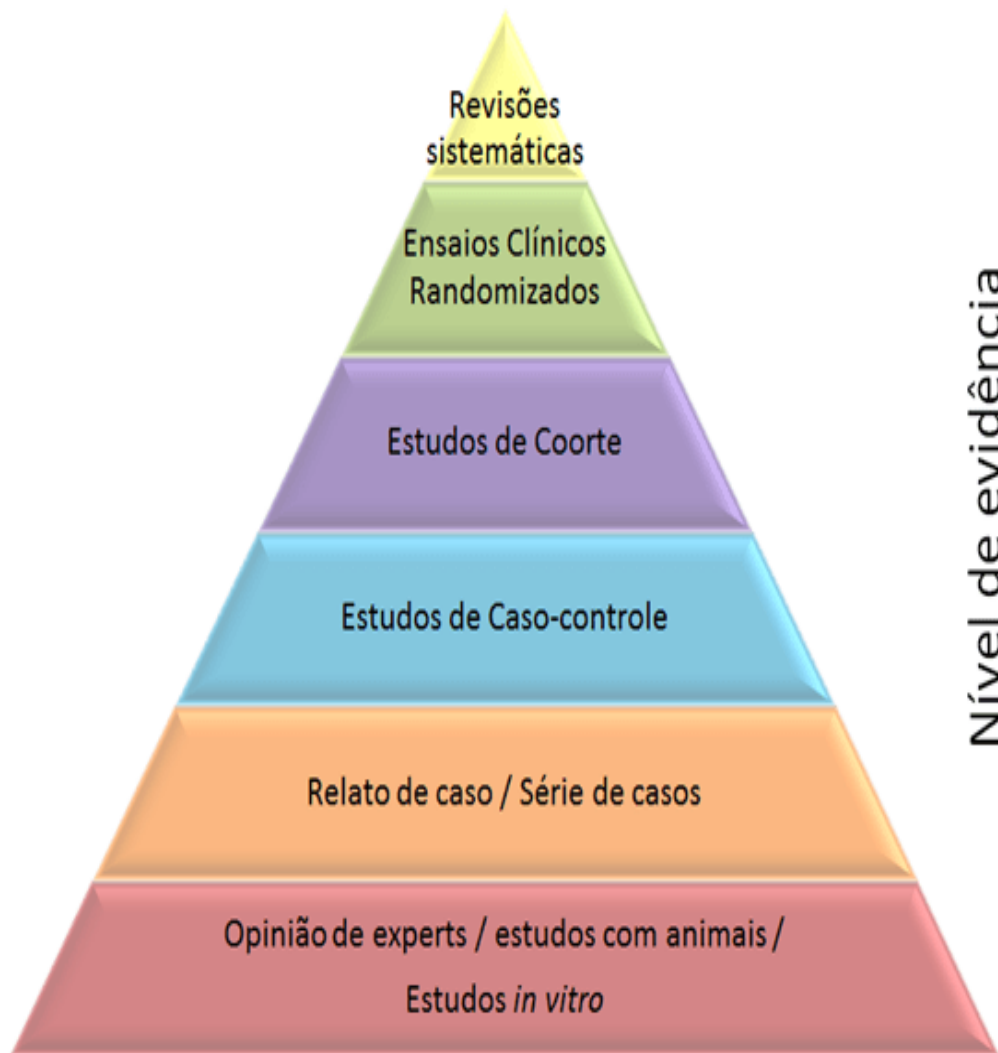 Revisões
sistemáticas
Ensaios Clínicos
Randomizados
Estudos de Coorte
Estudos de Caso-controle
Relato de caso / Série de casos
Opinião de experts / estudos com animais /
Estudos in vitro
Nível de evidência